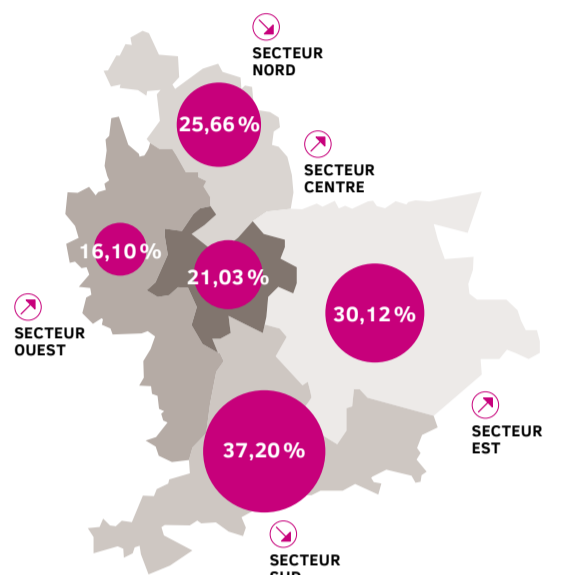 SECTEUR
NORD
25,66 %
SECTEUR
CENTRE
16,10 %
21,03 %
30,12 %
SECTEUR
OUEST
SECTEUR
EST
37,20 %
SECTEUR
SUD